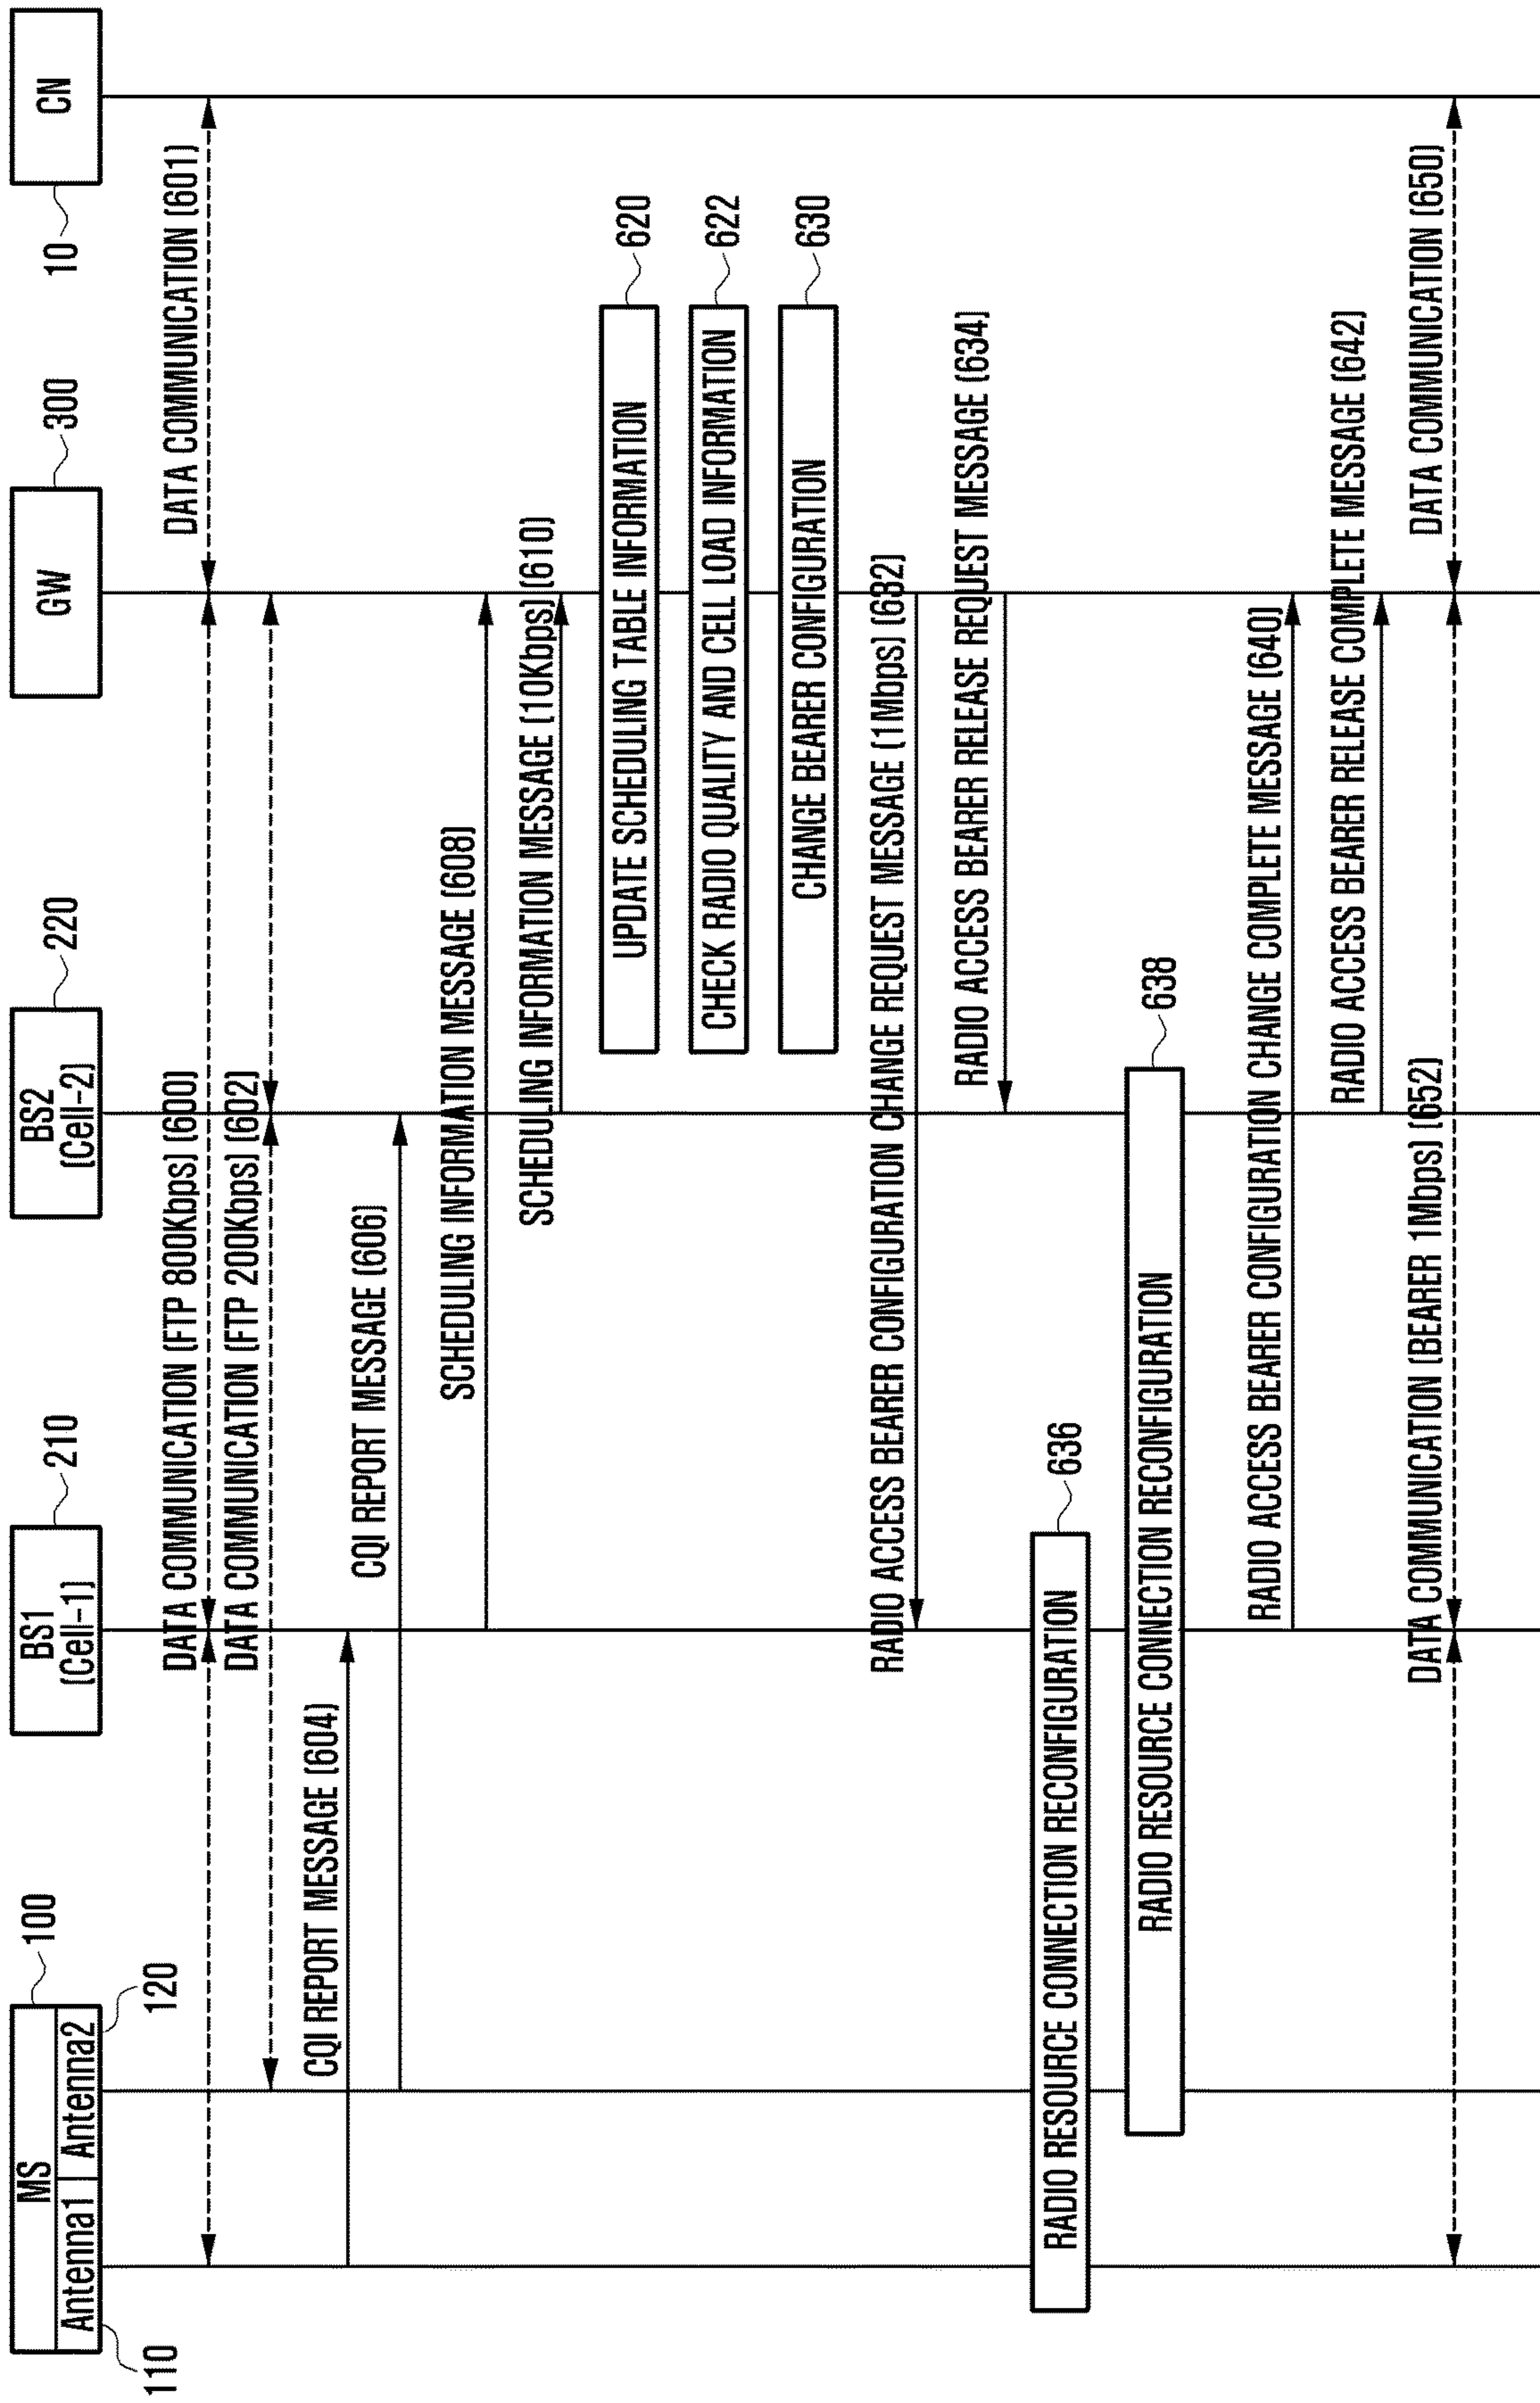 MS
Antenna1
Antenna2
100
110
120
BS1
(Cell-1)
210
BS2
(Cell-2)
220
GW
300
CN
10
DATA COMMUNICATION (FTP 800Kbps) (600)
DATA COMMUNICATION (601)
DATA COMMUNICATION (FTP 200Kbps) (602)
CQI REPORT MESSAGE (604)
CQI REPORT MESSAGE (606)
SCHEDULING INFORMATION MESSAGE (608)
SCHEDULING INFORMATION MESSAGE (10Kbps) (610)
UPDATE SCHEDULING TABLE INFORMATION
620
CHECK RADIO QUALITY AND CELL LOAD INFORMATION
622
CHANGE BEARER CONFIGURATION
630
RADIO ACCESS BEARER CONFIGURATION CHANGE REQUEST MESSAGE (1Mbps) (632)
RADIO ACCESS BEARER RELEASE REQUEST MESSAGE (634)
RADIO RESOURCE CONNECTION RECONFIGURATION
636
RADIO RESOURCE CONNECTION RECONFIGURATION
638
RADIO ACCESS BEARER CONFIGURATION CHANGE COMPLETE MESSAGE (640)
RADIO ACCESS BEARER RELEASE COMPLETE MESSAGE (642)
DATA COMMUNICATION (BEARER 1Mbps) (652)
DATA COMMUNICATION (650)